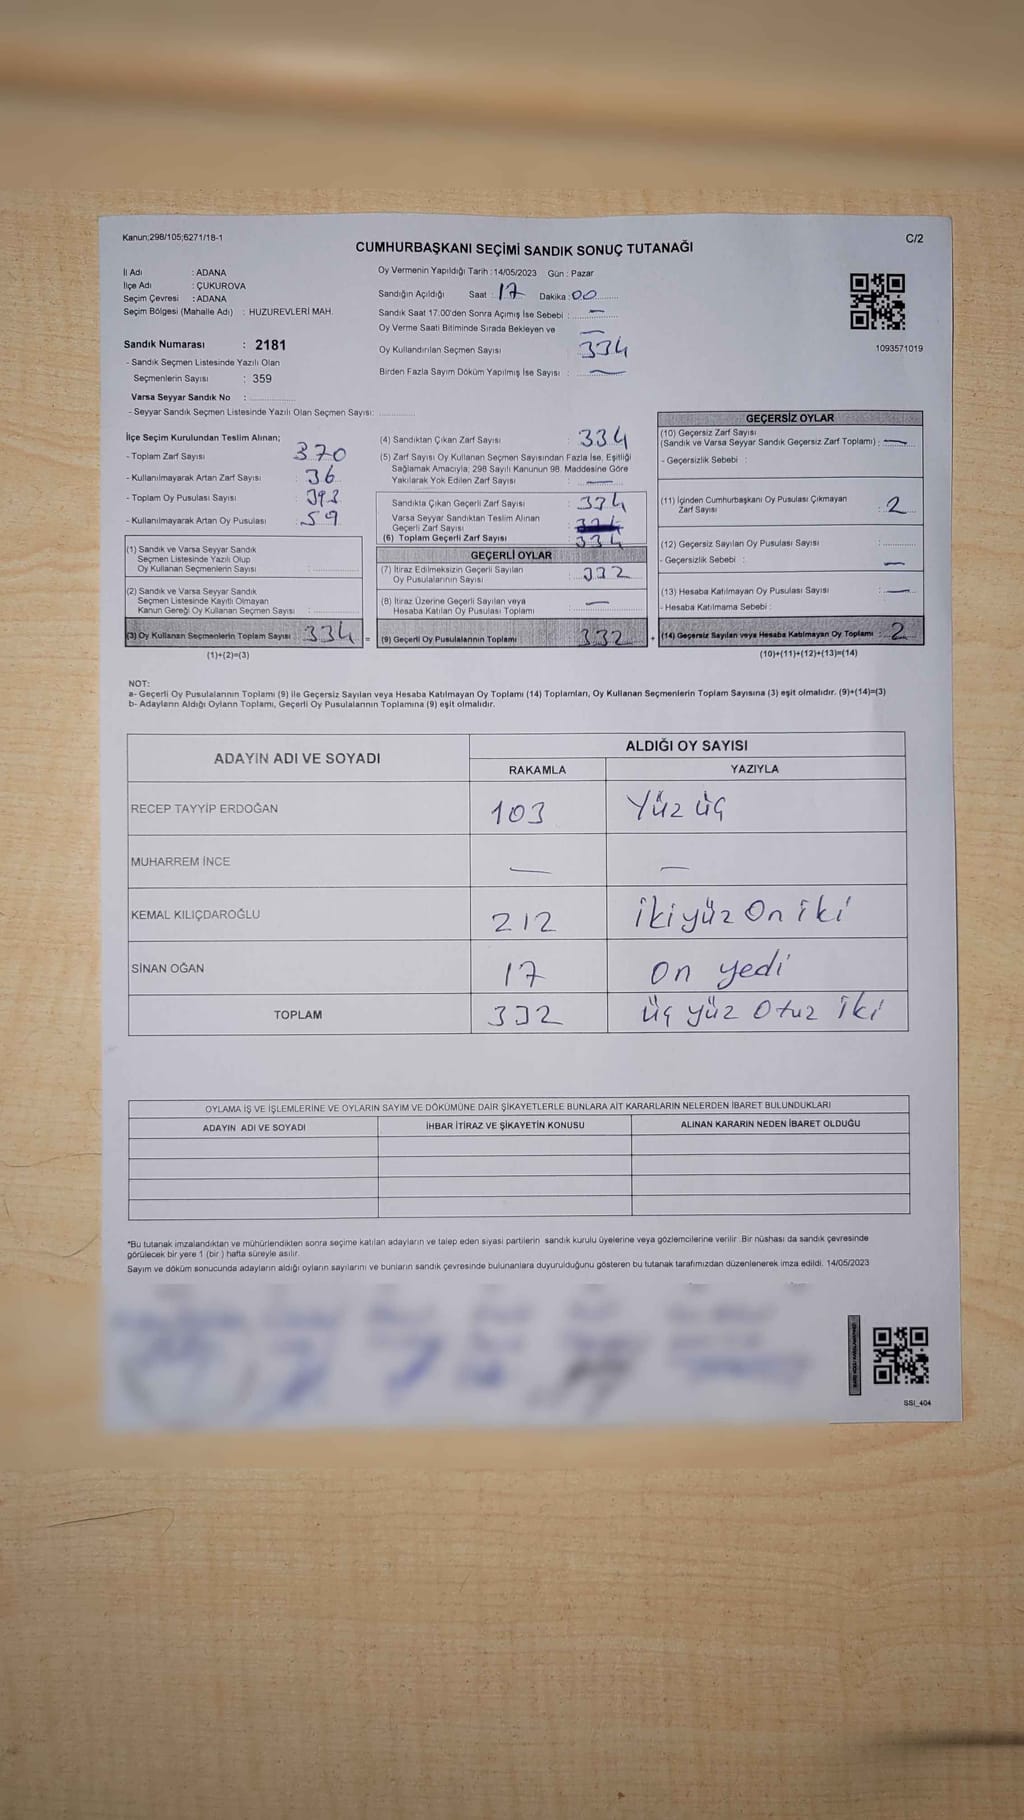 Kanun;298/105;6271/18-1
C/2
CUMHURBAŞKANI SEÇİMİ SANDIK SONUÇ TUTANAĞI
İl Adı : ADANA
İlçe Adı : ÇUKUROVA
Seçim Çevresi : ADANA
Seçim Bölgesi (Mahalle Adı) : HUZUREVLERİ MAH.
Sandık Numarası : 2181
- Sandık Seçmen Listesinde Yazılı Olan
Seçmenlerin Sayısı : 359
Varsa Seyyar Sandık No :
- Seyyar Sandık Seçmen Listesinde Yazılı Olan Seçmen Sayısı:
Oy Vermenin Yapıldığı Tarih : 14/05/2023 Gün : Pazar
Sandığın Açıldığı Saat : 17 Dakika : 00
Sandık Saat 17.00'den Sonra Açımış İse Sebebi : —
Oy Verme Saati Bitiminde Sırada Bekleyen ve —
Oy Kullandırılan Seçmen Sayısı 334
Birden Fazla Sayım Döküm Yapılmış İse Sayısı : —
1093571019
İlçe Seçim Kurulundan Teslim Alınan;
- Toplam Zarf Sayısı 370
- Kullanılmayarak Artan Zarf Sayısı : 36
- Toplam Oy Pusulası Sayısı : 393
- Kullanılmayarak Artan Oy Pusulası : 59
(1) Sandık ve Varsa Seyyar Sandık
Seçmen Listesinde Yazılı Olup
Oy Kullanan Seçmenlerin Sayısı :
(2) Sandık ve Varsa Seyyar Sandık
Seçmen Listesinde Kayıtlı Olmayan
Kanun Gereği Oy Kullanan Seçmen Sayısı :
(3) Oy Kullanan Seçmenlerin Toplam Sayısı : 334 =
(1)+(2)=(3)
(4) Sandıktan Çıkan Zarf Sayısı : 334
(5) Zarf Sayısı Oy Kullanan Seçmen Sayısından Fazla İse, Eşitliği
Sağlamak Amacıyla; 298 Sayılı Kanunun 98. Maddesine Göre
Yakılarak Yok Edilen Zarf Sayısı : —
Sandıkta Çıkan Geçerli Zarf Sayısı : 334
Varsa Seyyar Sandıktan Teslim Alınan
Geçerli Zarf Sayısı :
(6) Toplam Geçerli Zarf Sayısı : 334
GEÇERLİ OYLAR
(7) İtiraz Edilmeksizin Geçerli Sayılan
Oy Pusulalarının Sayısı : 332
(8) İtiraz Üzerine Geçerli Sayılan veya
Hesaba Katılan Oy Pusulası Toplamı : —
(9) Geçerli Oy Pusulalarının Toplamı : 332 +
GEÇERSİZ OYLAR
(10) Geçersiz Zarf Sayısı
(Sandık ve Varsa Seyyar Sandık Geçersiz Zarf Toplamı) : —
- Geçersizlik Sebebi :
(11) İçinden Cumhurbaşkanı Oy Pusulası Çıkmayan
Zarf Sayısı : 2
(12) Geçersiz Sayılan Oy Pusulası Sayısı :
- Geçersizlik Sebebi : —
(13) Hesaba Katılmayan Oy Pusulası Sayısı : —
- Hesaba Katılmama Sebebi :
(14) Geçersiz Sayılan veya Hesaba Katılmayan Oy Toplamı : 2
(10)+(11)+(12)+(13)=(14)
NOT:
a- Geçerli Oy Pusulalarının Toplamı (9) ile Geçersiz Sayılan veya Hesaba Katılmayan Oy Toplamı (14) Toplamları, Oy Kullanan Seçmenlerin Toplam Sayısına (3) eşit olmalıdır. (9)+(14)=(3)
b- Adayların Aldığı Oyların Toplamı, Geçerli Oy Pusulalarının Toplamına (9) eşit olmalıdır.
ADAYIN ADI VE SOYADI
ALDIĞI OY SAYISI
RAKAMLA YAZIYLA
RECEP TAYYİP ERDOĞAN 103 Yüz üç
MUHARREM İNCE — —
KEMAL KILIÇDAROĞLU 212 İki yüz On iki
SİNAN OĞAN 17 On yedi
TOPLAM 332 üç yüz Otuz iki
OYLAMA İŞ VE İŞLEMLERİNE VE OYLARIN SAYIM VE DÖKÜMÜNE DAİR ŞİKAYETLERLE BUNLARA AİT KARARLARIN NELERDEN İBARET BULUNDUKLARI
ADAYIN ADI VE SOYADI İHBAR İTİRAZ VE ŞİKAYETİN KONUSU ALINAN KARARIN NEDEN İBARET OLDUĞU
*Bu tutanak imzalandıktan ve mühürlendikten sonra seçime katılan adayların ve talep eden siyasi partilerin sandık kurulu üyelerine veya gözlemcilerine verilir. Bir nüshası da sandık çevresinde
görülecek bir yere 1 (bir ) hafta süreyle asılır.
Sayım ve döküm sonucunda adayların aldığı oyların sayılarını ve bunların sandık çevresinde bulunanlara duyurulduğunu gösteren bu tutanak tarafımızdan düzenlenerek imza edildi. 14/05/2023
SSI_404